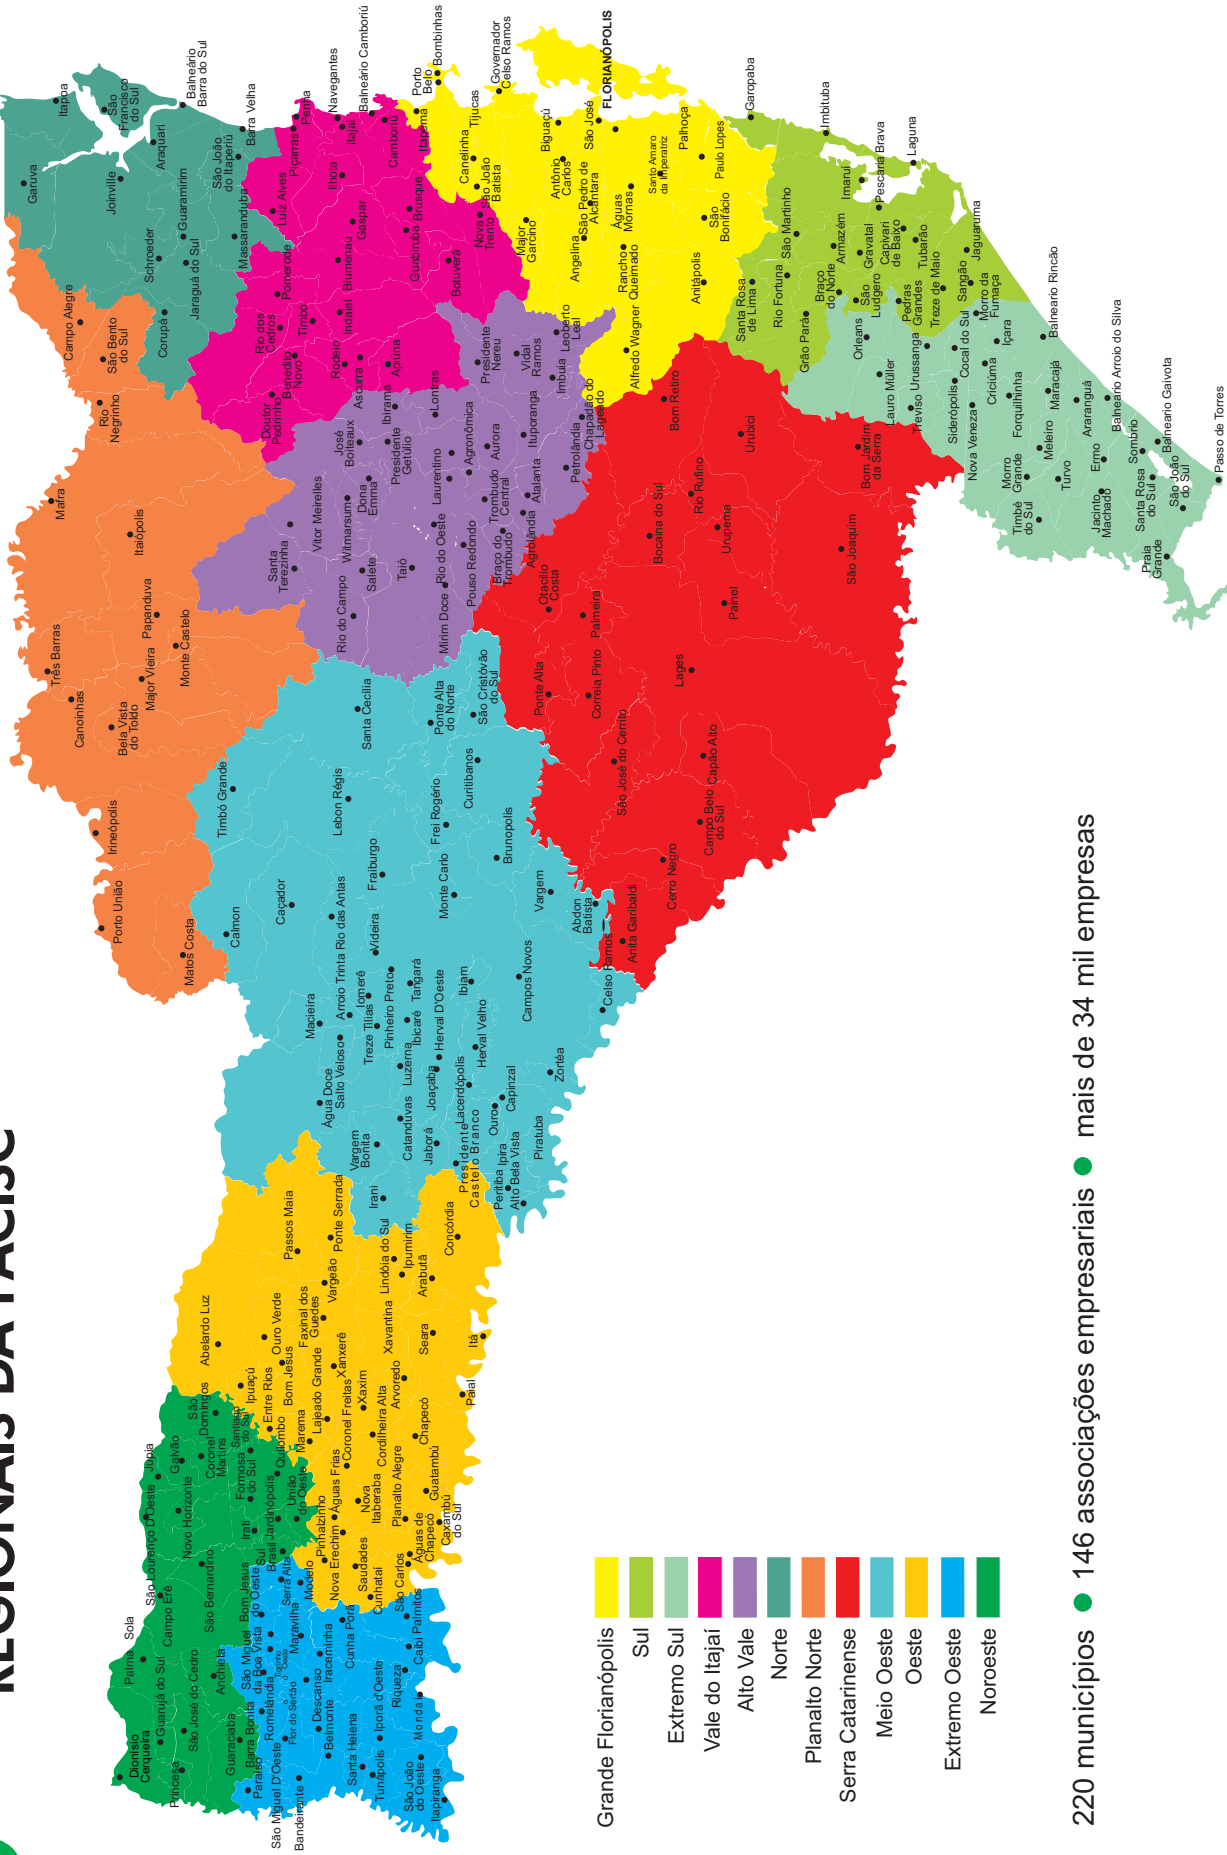 REGIONAIS DA FACISC
Dionísio
Cerqueira
Palma Sola
Guarujá do Sul
Princesa
São José do Cedro
Guaraciaba
Anchieta
Campo Erê
São Lourenço D'Oeste
São Bernardino
Novo Horizonte
Jupia
Galvão
Coronel
Martins
São
Domingos
Santiago
do Sul
Formosa
do Sul
Irati
Jardinópolis
Quilombo
União
do Oeste
Bom Jesus
do Oeste
Sul
Brasil
Serra Alta
Modelo
Barra Bonita
Paraíso
São Miguel
da Boa Vista
Romelândia
São Miguel D'Oeste
Bandeirante
Flor do Sertão
Maravilha
Descanso
Belmonte
Iraceminha
Cunha Porã
Santa Helena
Tunápolis
Iporã d'Oeste
Riqueza
Caibi
Palmitos
São João
do Oeste
Mondaí
Itapiranga
Abelardo Luz
Passos Maia
Ipuaçú
Entre Rios
Ouro Verde
Bom Jesus
Faxinal dos
Guedes
Vargeão
Ponte Serrada
Marema
Lajeado Grande
Xanxerê
Pinhalzinho
Nova Erechim
Águas Frias
Coronel Freitas
Xaxim
Xavantina
Lindóia do Sul
Ipumirim
Arabutã
Concórdia
Saudades
Cunhataí
Nova
Itaberaba
Cordilheira Alta
Arvoredo
Seara
Itá
São Carlos
Planalto Alegre
Chapecó
Paial
Águas de
Chapecó
Guatambú
Caxambú
do Sul
Timbó Grande
Calmon
Caçador
Lebon Régis
Santa Cecília
Macieira
Arroio Trinta
Rio das Antas
Fraiburgo
Frei Rogério
Ponte Alta
do Norte
São Cristóvão
do Sul
Curitibanos
Água Doce
Salto Veloso
Iomerê
Treze Tilias
Videira
Pinheiro Preto
Tangará
Ibicaré
Monte Carlo
Brunopolis
Vargem
Bonita
Irani
Catanduvas
Luzerna
Joaçaba
Herval D'Oeste
Ibiam
Herval Velho
Campos Novos
Vargem
Abdon
Batista
Jaborá
Lacerdópolis
Presidente
Castelo Branco
Ouro
Capinzal
Zortéa
Celso Ramos
Peritiba
Ipira
Alto Bela Vista
Piratuba
Porto União
Matos Costa
Irineópolis
Canoinhas
Três Barras
Bela Vista
do Toldo
Major Vieira
Papanduva
Monte Castelo
Mafra
Itaíópolis
Rio
Negrinho
São Bento
do Sul
Campo Alegre
Garuva
Itapoa
São
Francisco
do Sul
Joinville
Araquari
Balneário
Barra do Sul
Schroeder
Guaramirim
Corupá
Jaraguá do Sul
Massaranduba
São João
do Itaperiú
Barra Velha
Doutor
Pedrinho
Rio dos
Cedros
Benedito
Novo
Timbó
Pomerode
Luiz Alves
Piçarras
Penha
Navegantes
Itajaí
Ilhota
Gaspar
Blumenau
Indaial
Rodeio
Ascurra
Apiúna
Guabiruba
Brusque
Botuverá
Camboriú
Balneário Camboriú
Santa
Terezinha
Vitor Meirelles
Witmarsum
José
Boiteaux
Dona
Emma
Presidente
Getúlio
Ibirama
Lontras
Rio do Campo
Salete
Taió
Rio do Oeste
Laurentino
Agronômica
Mirim Doce
Pouso Redondo
Trombudo
Central
Braço do
Trombudo
Agrolândia
Atalanta
Aurora
Ituporanga
Petrolândia
Chapadão do
Lageado
Presidente
Nereu
Vidal
Ramos
Imbuia
Leoberto
Leal
Porto
Belo
Bombinhas
Itapema
Tijucas
Canelinha
São João
Batista
Nova
Trento
Governador
Celso Ramos
Major
Garcino
Biguaçú
Antônio
Carlos
São José
FLORIANÓPOLIS
Angelina
São Pedro de
Alcantara
Águas
Mornas
Santo Amaro
da Imperatriz
Palhoça
Paulo Lopes
São
Bonifácio
Rancho
Queimado
Anitápolis
Alfredo Wagner
Otacílio
Costa
Palmeira
Ponte Alta
Correia Pinto
Bocaina do Sul
Bom Retiro
Rio Rufino
Urupema
Urubici
Painel
Lages
São José do Cerrito
Capão Alto
Campo Belo
do Sul
Cerro Negro
Anita Garibaldi
São Joaquim
Bom Jardim
da Serra
Garopaba
Imbituba
Imaruí
Pescaria Brava
Laguna
Santa Rosa
de Lima
Rio Fortuna
São Martinho
Armazém
Braço
do Norte
Grão Pará
Gravatal
Capivari
de Baixo
São
Ludgero
Tubarão
Pedras
Grandes
Treze de Maio
Jaguaruna
Sangão
Orleans
Lauro Müller
Urussanga
Treviso
Cocal do Sul
Morro da
Fumaça
Siderópolis
Criciúma
Içara
Balneário Rincão
Nova Veneza
Forquilhinha
Maracajá
Morro
Grande
Meleiro
Araranguá
Balneário Arroio do Silva
Timbé
do Sul
Turvo
Ermo
Sombrio
Balneário Gaivota
Jacinto
Machado
Santa Rosa
do Sul
São João
do Sul
Praia
Grande
Passo de Torres
Grande Florianópolis
Sul
Extremo Sul
Vale do Itajaí
Alto Vale
Norte
Planalto Norte
Serra Catarinense
Meio Oeste
Oeste
Extremo Oeste
Noroeste
220 municípios ● 146 associações empresariais ● mais de 34 mil empresas